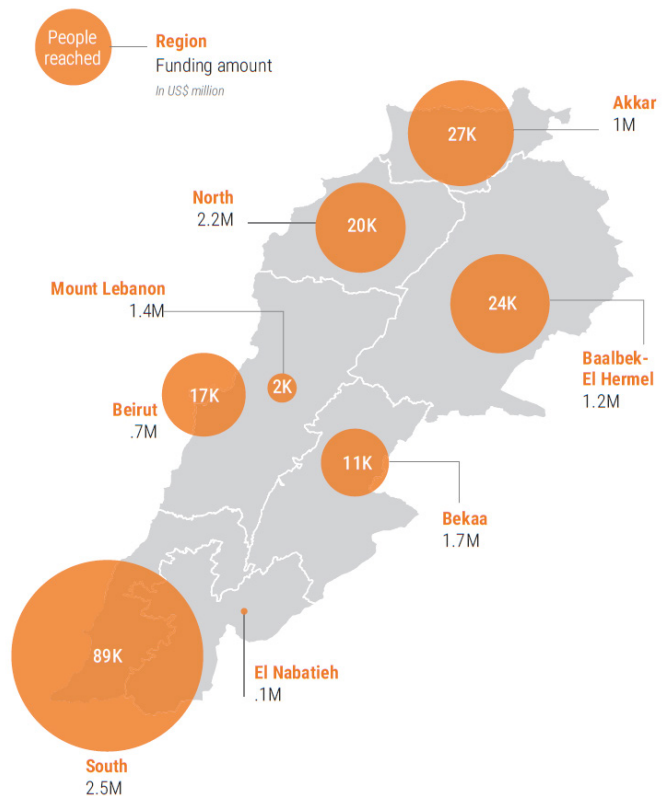 People
reached
Region
Funding amount
In US$ million
Akkar
1M
27K
North
2.2M
20K
Mount Lebanon
1.4M
24K
Baalbek-
El Hermel
1.2M
2K
17K
Beirut
.7M
11K
Bekaa
1.7M
89K
El Nabatieh
.1M
South
2.5M